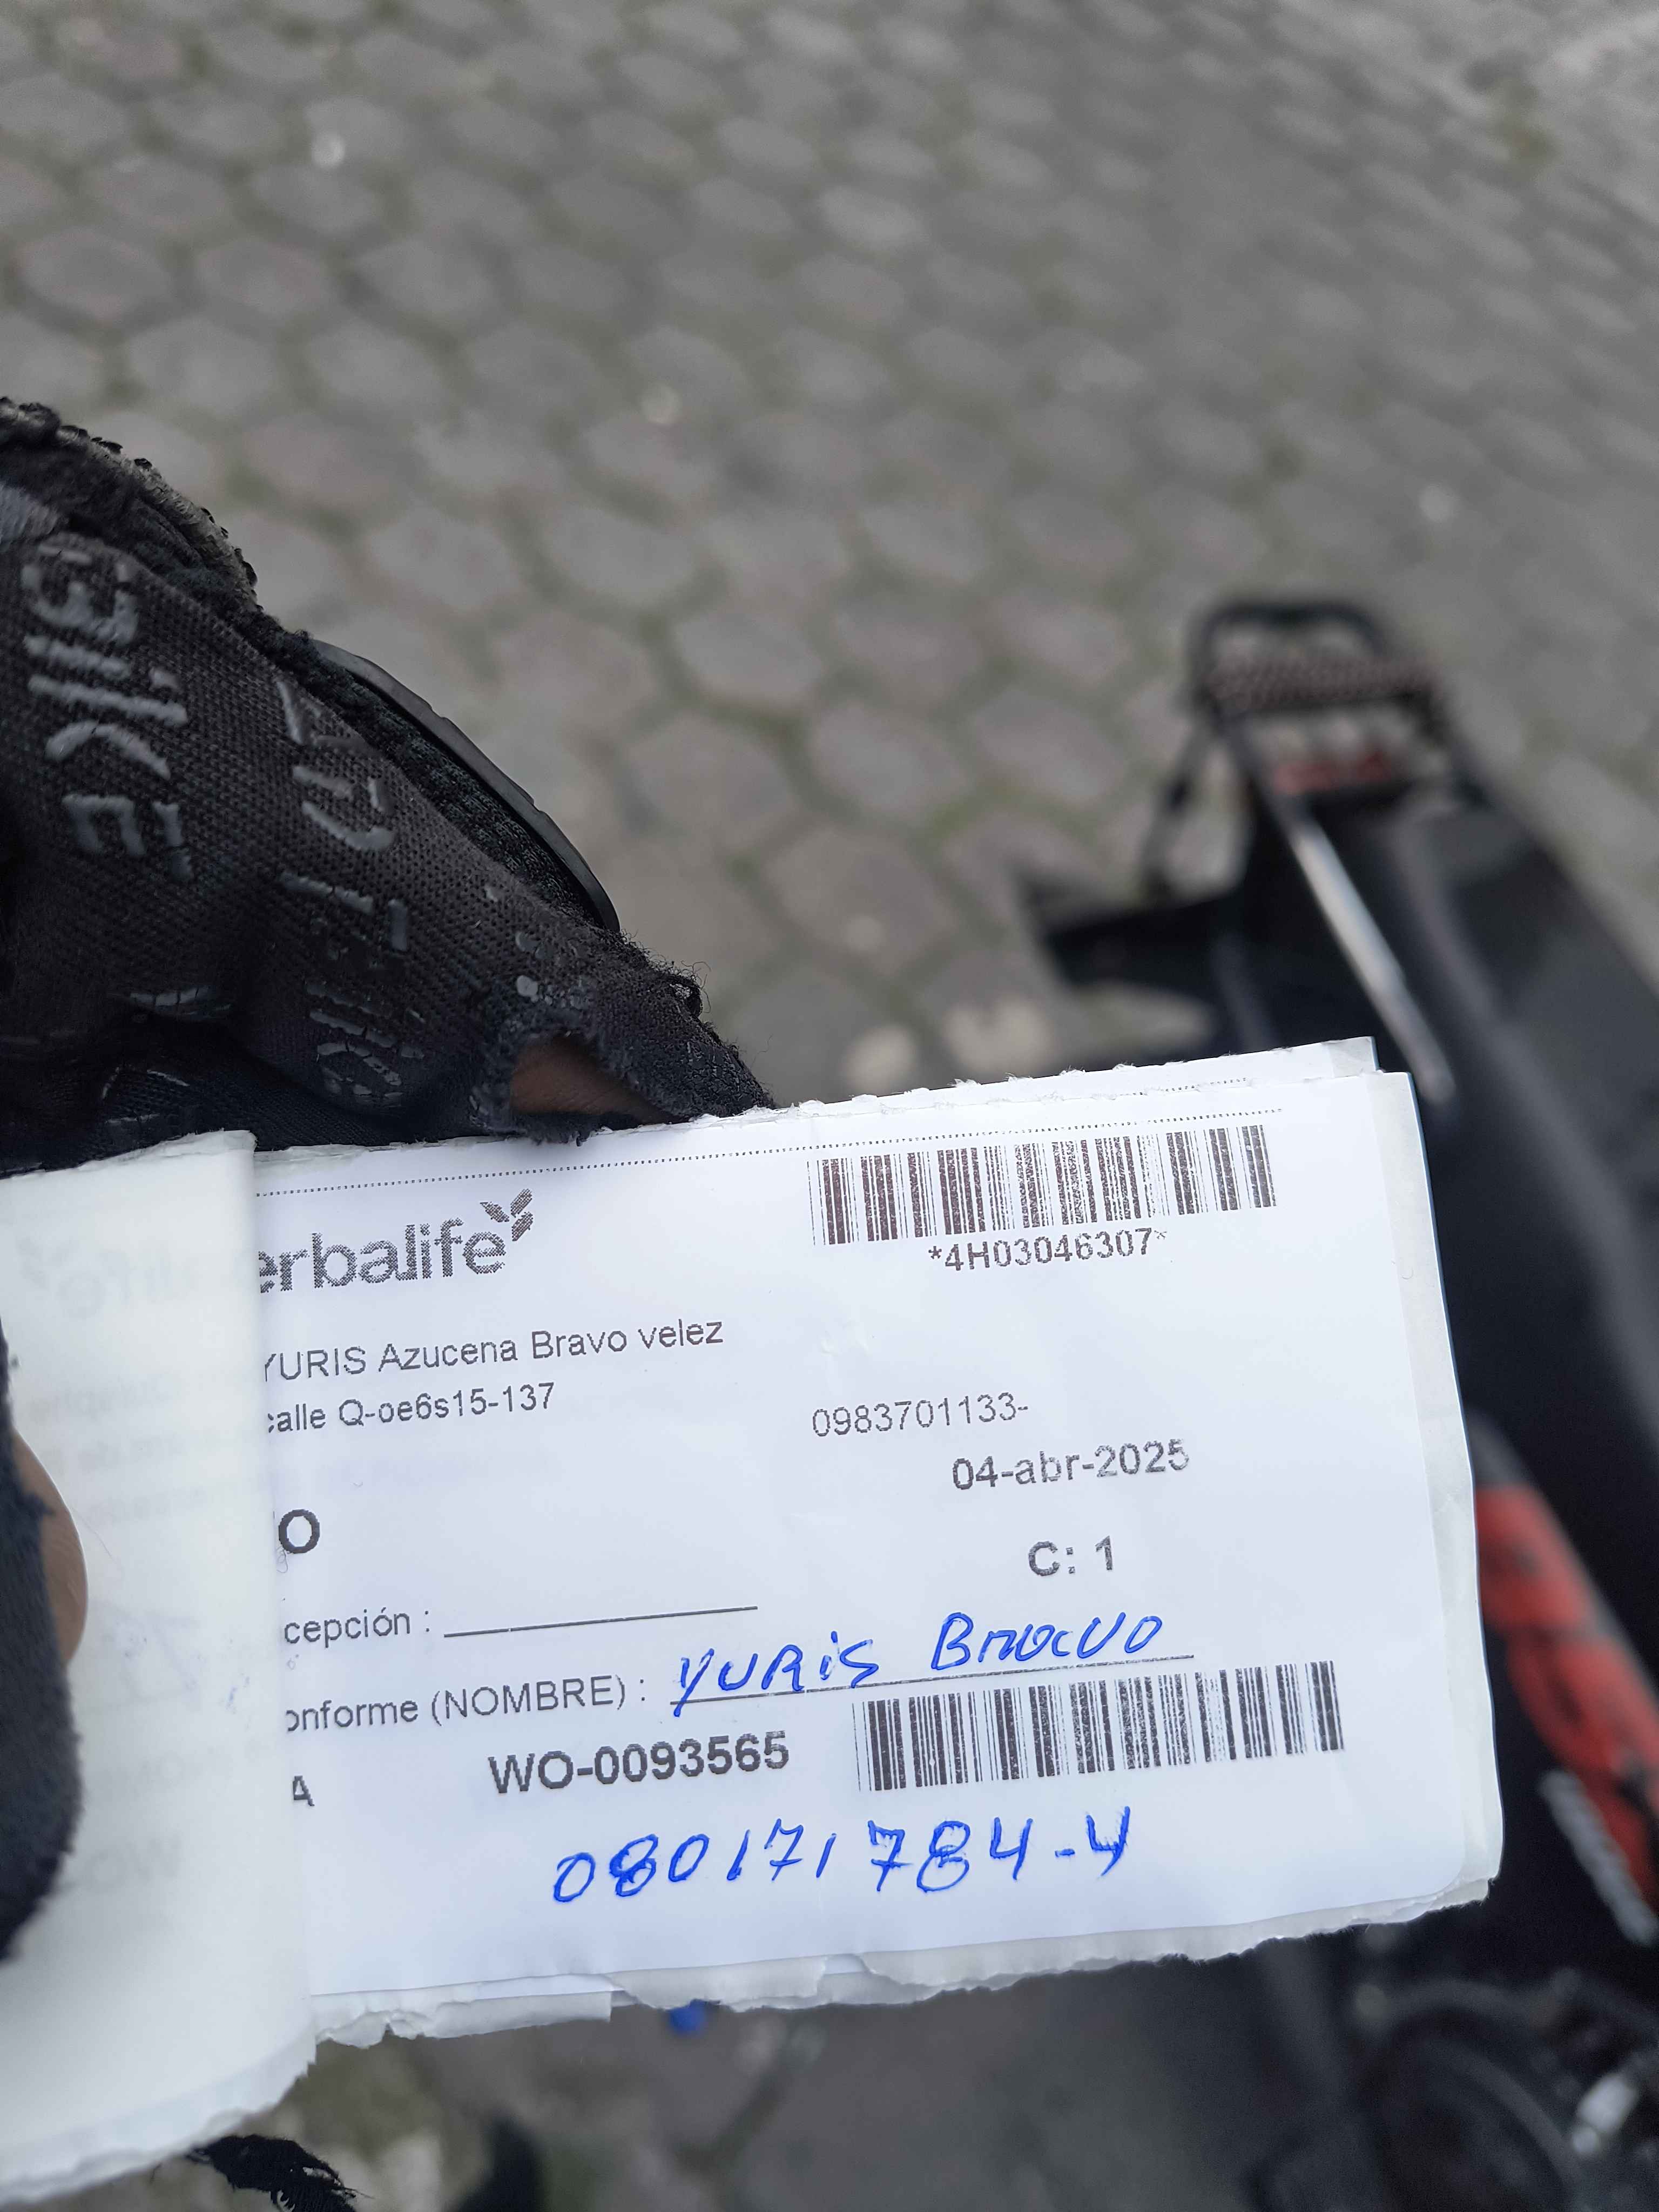 BIKE
erbalife
*4H03046307*
YURIS Azucena Bravo velez
calle Q-oe6s15-137
0983701133-
04-abr-2025
O
C: 1
cepción :
onforme (NOMBRE) : YURis Bravo
A WO-0093565
080171784-4